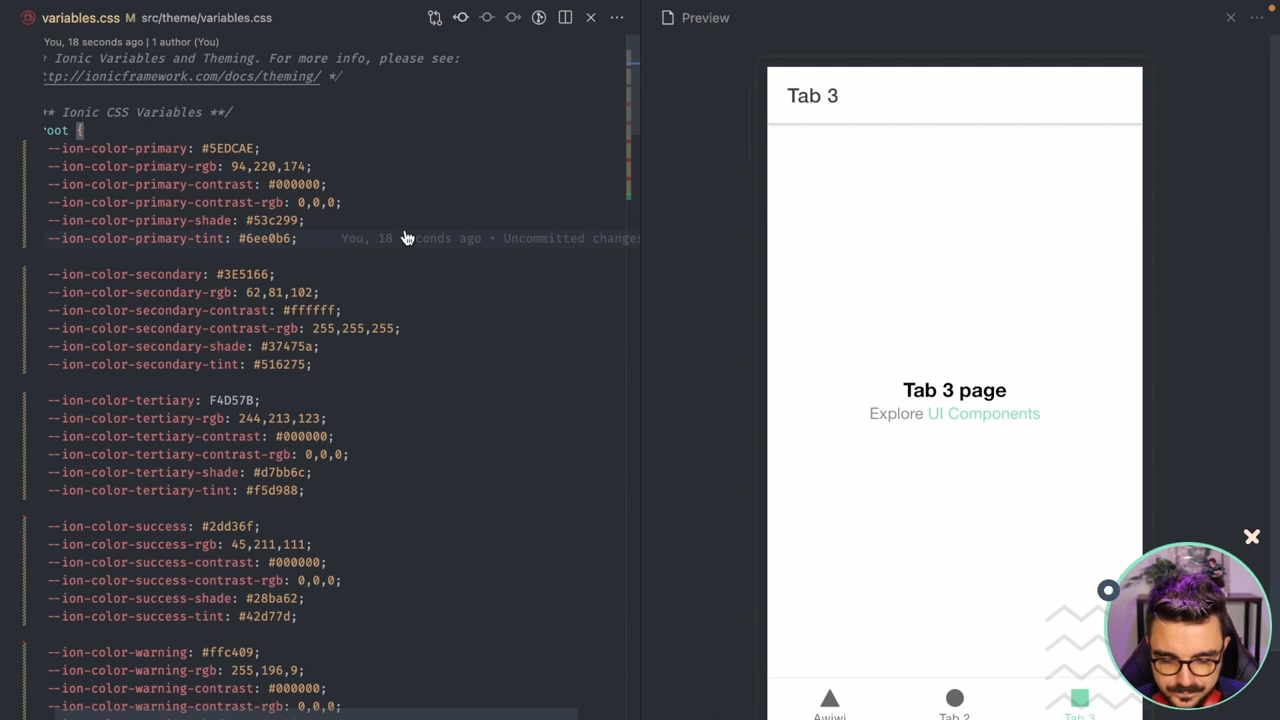 variables.css M src/theme/variables.css
You, 18 seconds ago | 1 author (You)
Ionic Variables and Theming. For more info, please see:
tp://ionicframework.com/docs/theming/ */
** Ionic CSS Variables **/
root {
--ion-color-primary: #5EDCAE;
--ion-color-primary-rgb: 94,220,174;
--ion-color-primary-contrast: #000000;
--ion-color-primary-contrast-rgb: 0,0,0;
--ion-color-primary-shade: #53c299;
--ion-color-primary-tint: #6ee0b6; You, 18 seconds ago • Uncommitted changes
--ion-color-secondary: #3E5166;
--ion-color-secondary-rgb: 62,81,102;
--ion-color-secondary-contrast: #ffffff;
--ion-color-secondary-contrast-rgb: 255,255,255;
--ion-color-secondary-shade: #37475a;
--ion-color-secondary-tint: #516275;
--ion-color-tertiary: F4D57B;
--ion-color-tertiary-rgb: 244,213,123;
--ion-color-tertiary-contrast: #000000;
--ion-color-tertiary-contrast-rgb: 0,0,0;
--ion-color-tertiary-shade: #d7bb6c;
--ion-color-tertiary-tint: #f5d988;
--ion-color-success: #2dd36f;
--ion-color-success-rgb: 45,211,111;
--ion-color-success-contrast: #000000;
--ion-color-success-contrast-rgb: 0,0,0;
--ion-color-success-shade: #28ba62;
--ion-color-success-tint: #42d77d;
--ion-color-warning: #ffc409;
--ion-color-warning-rgb: 255,196,9;
--ion-color-warning-contrast: #000000;
--ion-color-warning-contrast-rgb: 0,0,0;
Preview
Tab 3
Tab 3 page
Explore UI Components
Awiwi
Tab 2
Tab 3